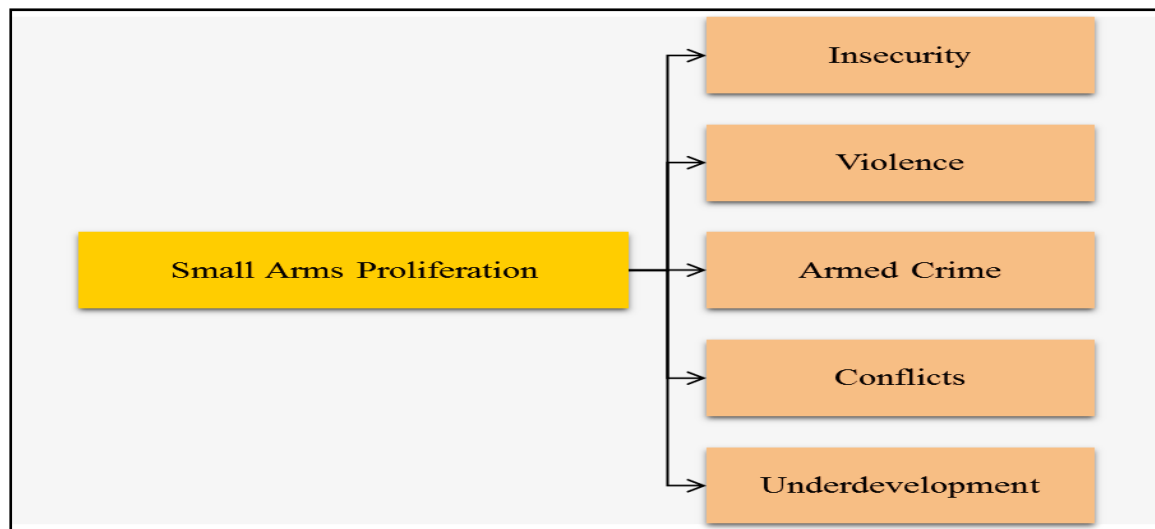 Insecurity
Violence
Small Arms Proliferation
Armed Crime
Conflicts
Underdevelopment